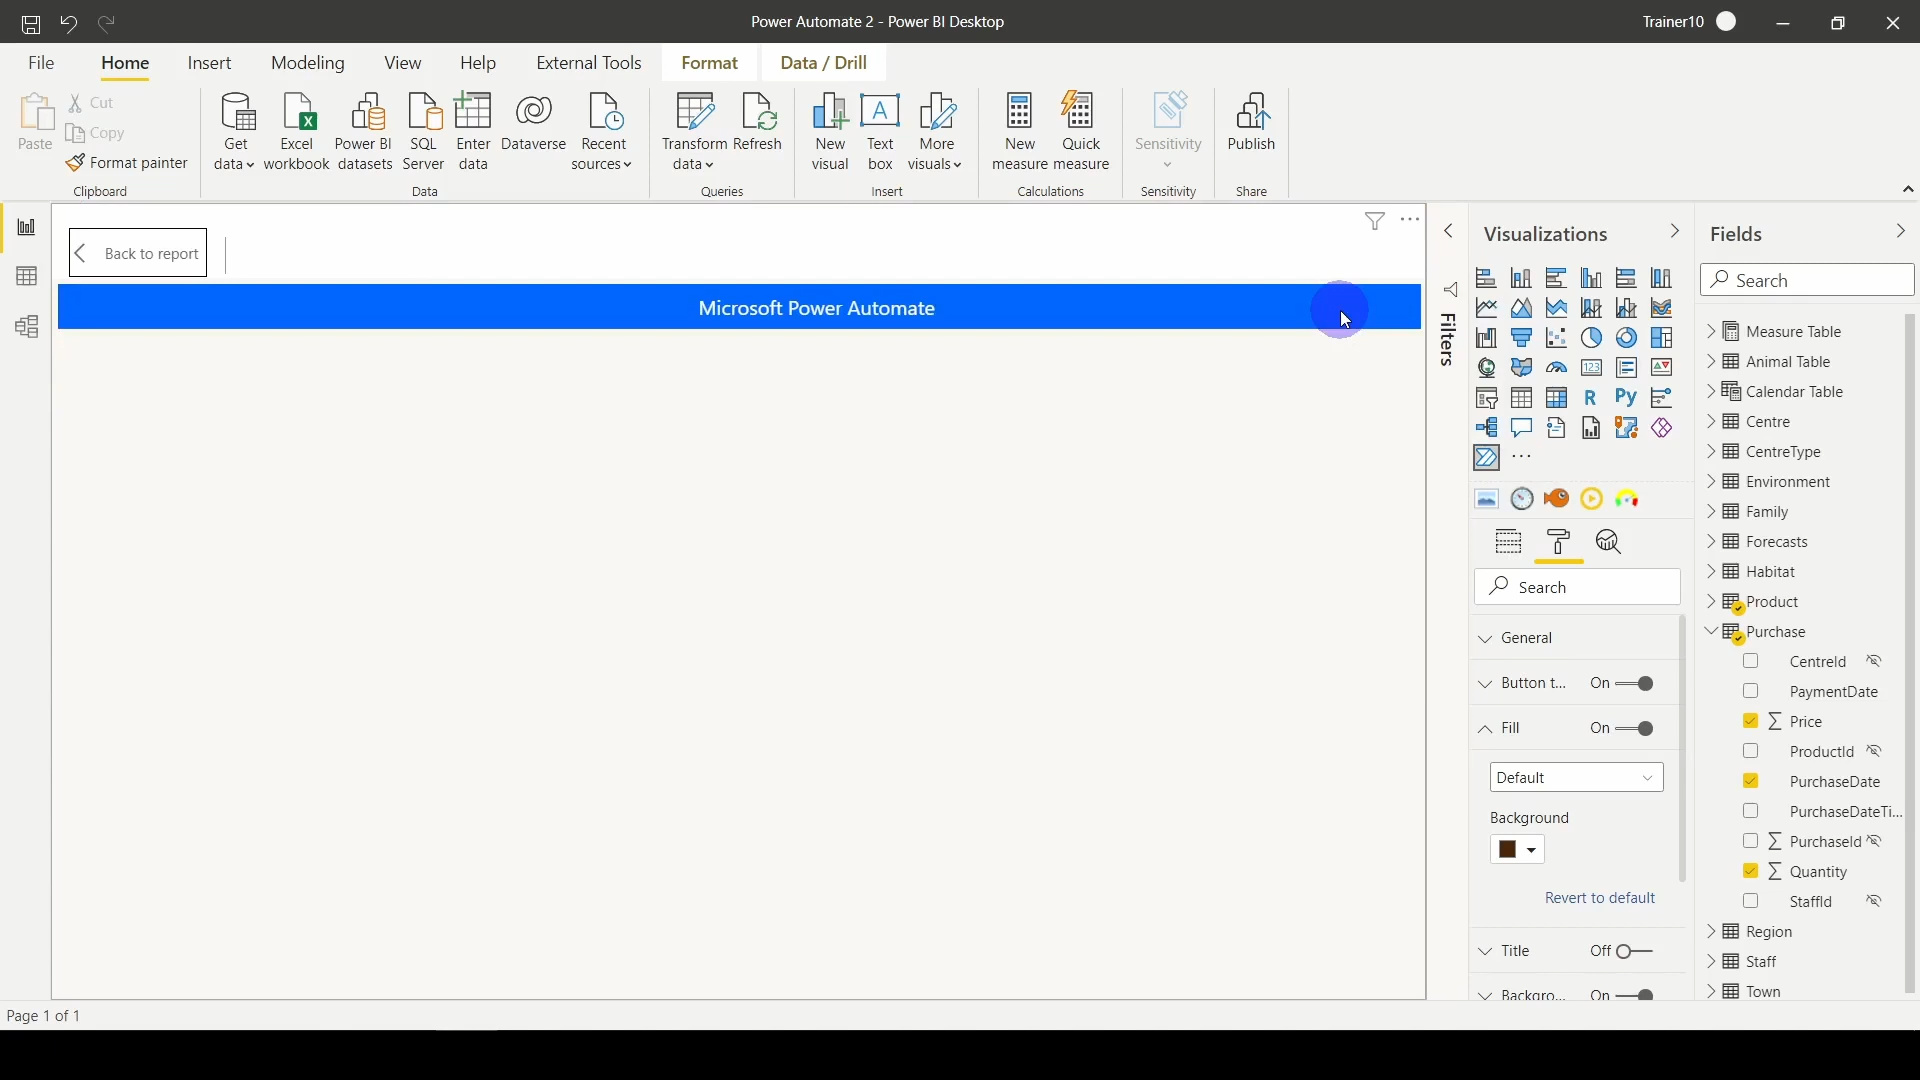 Power Automate 2 - Power BI Desktop
Trainer10
File Home Insert Modeling View Help External Tools Format Data / Drill
Paste
Cut
Copy
Format painter
Clipboard
Get data
Excel workbook
Power BI datasets
SQL Server
Enter data
Dataverse
Recent sources
Data
Transform data
Refresh
Queries
New visual
Text box
More visuals
Insert
New measure
Quick measure
Calculations
Sensitivity
Sensitivity
Publish
Share
Back to report
Microsoft Power Automate
Filters
Visualizations
123
R
Py
Search
General
Button t... On
Fill On
Default
Background
Revert to default
Title Off
Backgro... On
Fields
Search
Measure Table
Animal Table
Calendar Table
Centre
CentreType
Environment
Family
Forecasts
Habitat
Product
Purchase
CentreId
PaymentDate
Price
ProductId
PurchaseDate
PurchaseDateTi...
PurchaseId
Quantity
StaffId
Region
Staff
Town
Page 1 of 1